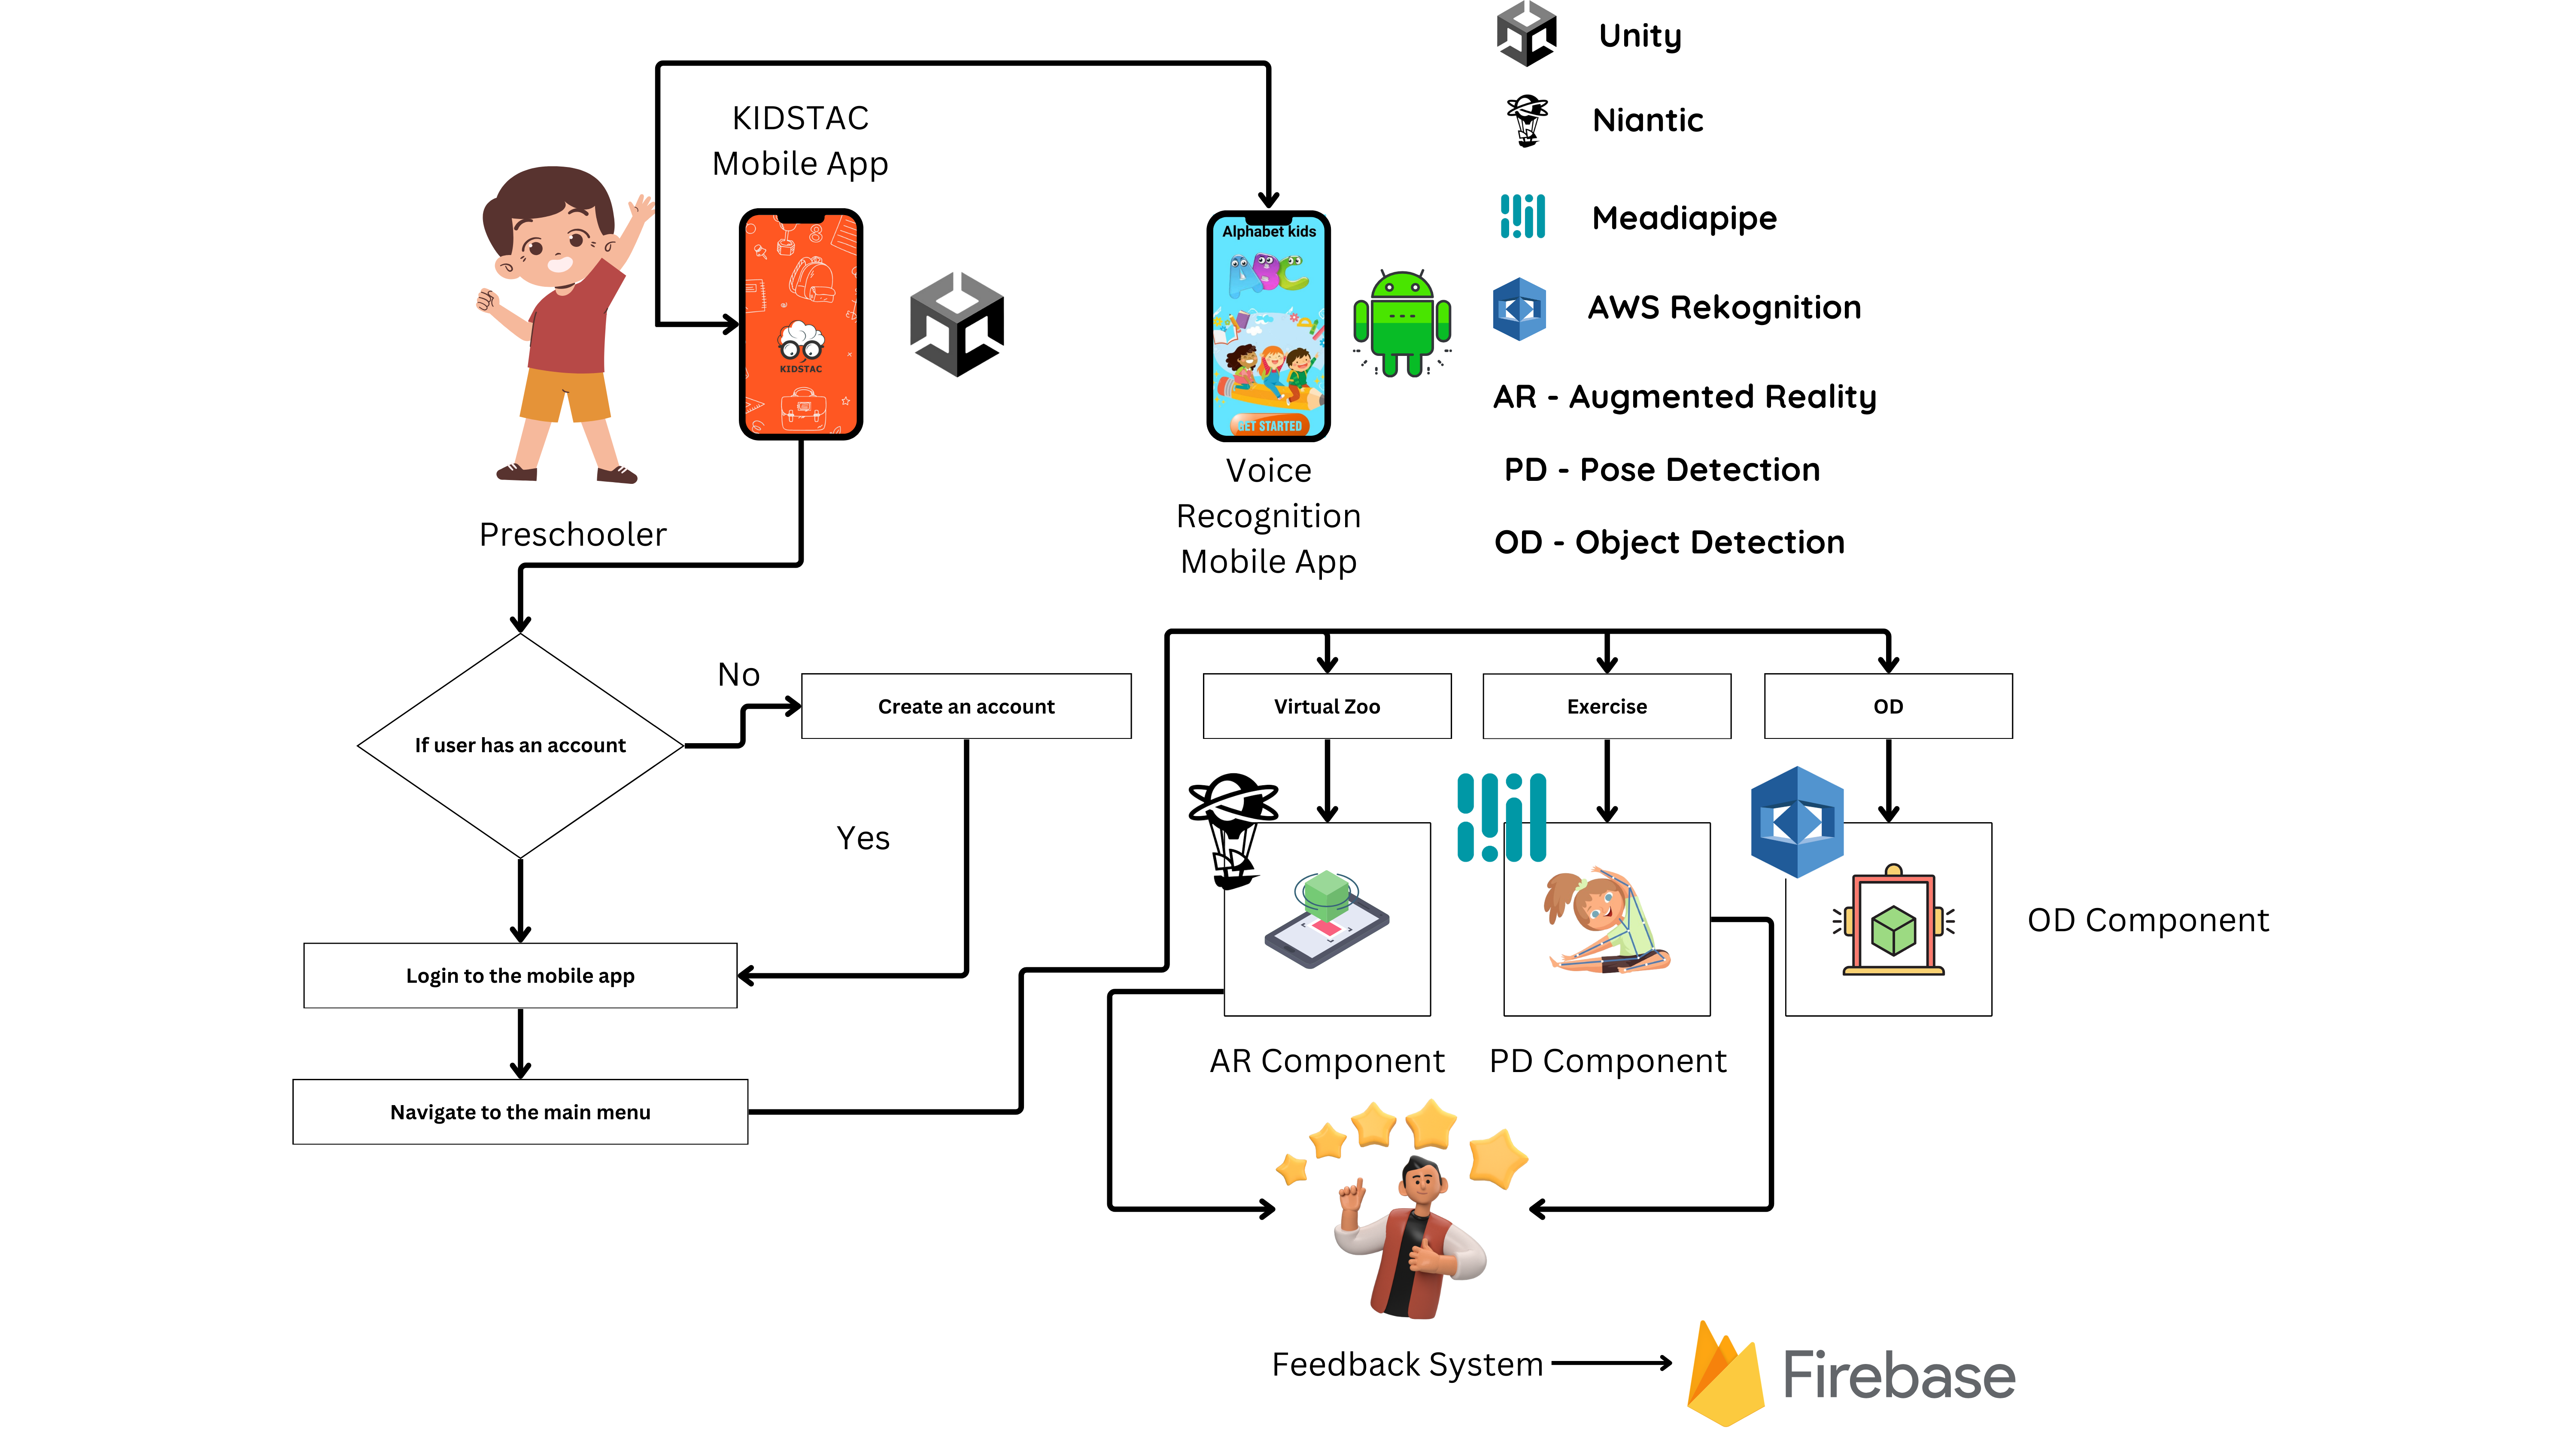 KIDSTAC
Mobile App
KIDSTAC
Preschooler
Alphabet kids
ABC
GET STARTED
Voice
Recognition
Mobile App
Unity
Niantic
Meadiapipe
AWS Rekognition
AR - Augmented Reality
PD - Pose Detection
OD - Object Detection
If user has an account
No
Create an account
Yes
Login to the mobile app
Navigate to the main menu
Virtual Zoo
Exercise
OD
AR Component
PD Component
OD Component
Feedback System
Firebase